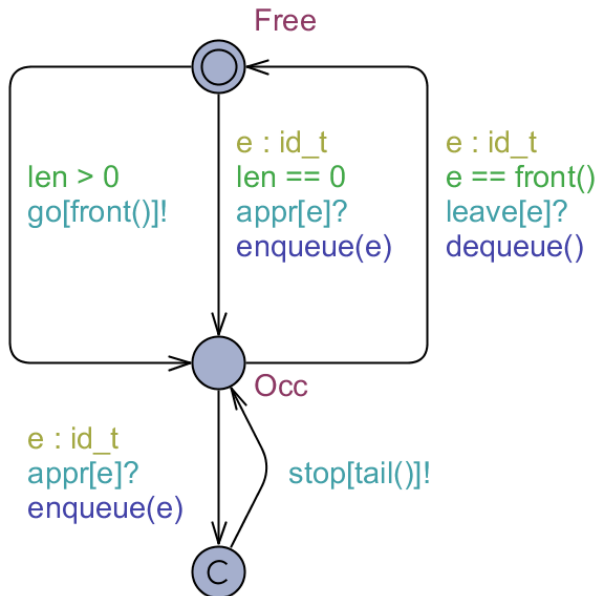 Free
len > 0
go[front()]!
e : id_t
len == 0
appr[e]?
enqueue(e)
e : id_t
e == front()
leave[e]?
dequeue()
Occ
e : id_t
appr[e]?
enqueue(e)
stop[tail()]!
C